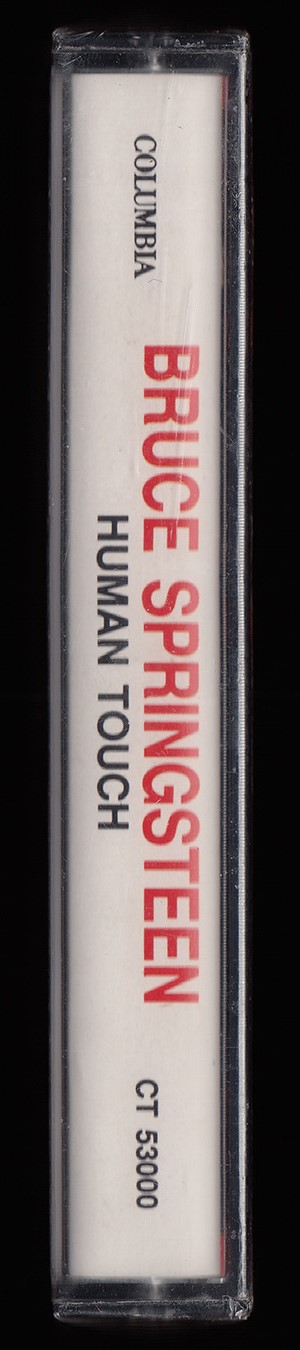 COLUMBIA
BRUCE SPRINGSTEEN
HUMAN TOUCH
CT 53000